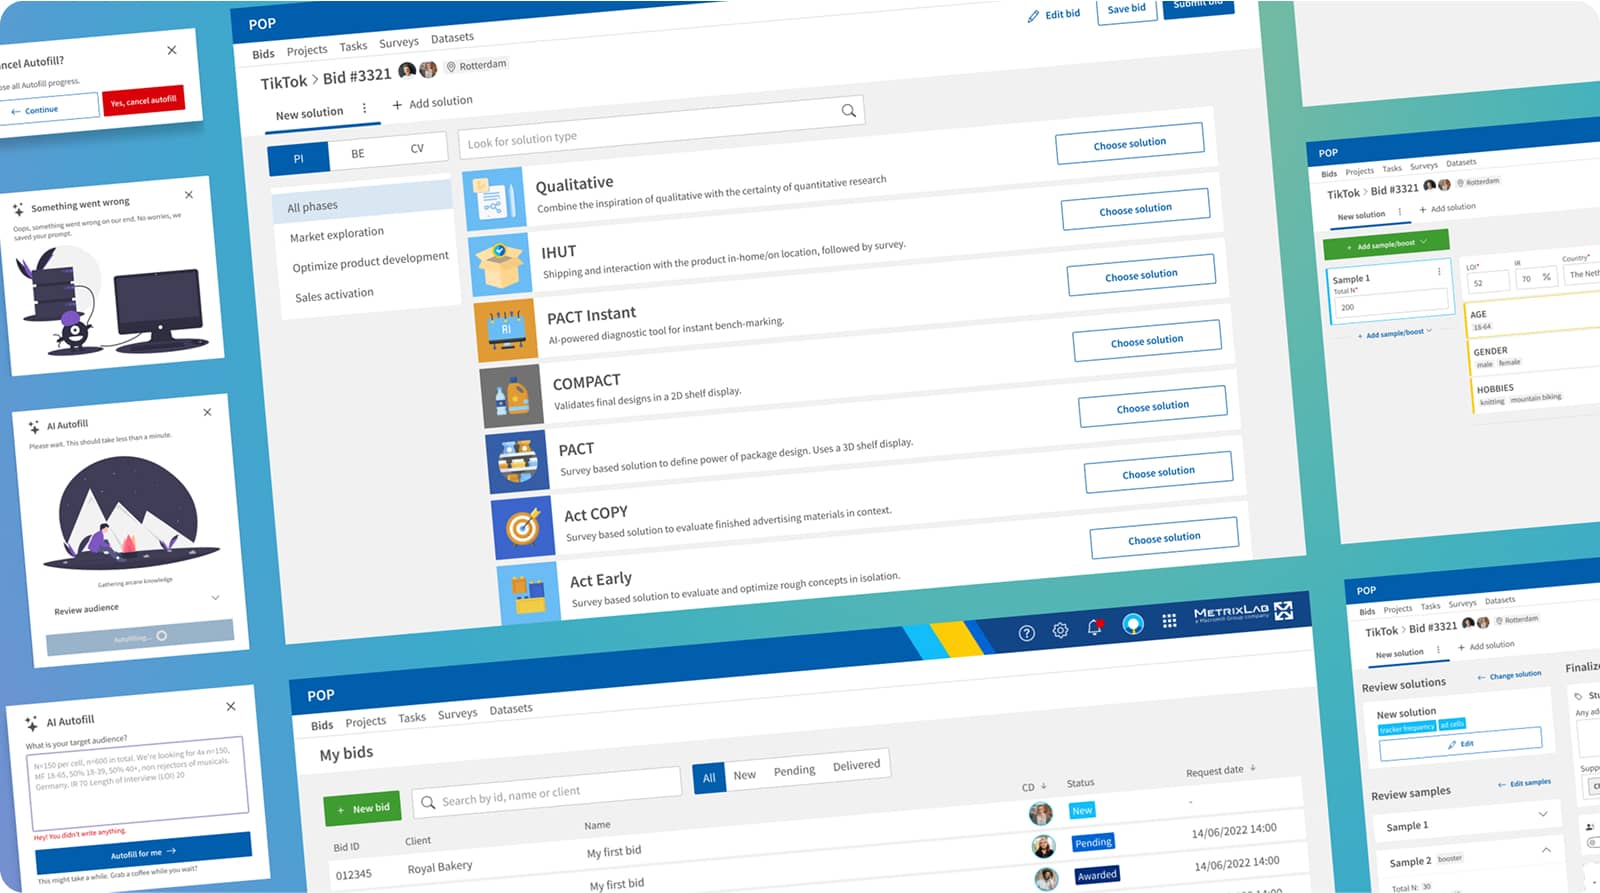 Cancel Autofill?
lose all Autofill progress.
← Continue
Yes, cancel autofill
Something went wrong
Oops, something went wrong on our end. No worries, we
saved your prompt.
AI Autofill
Please wait. This should take less than a minute.
Gathering arcane knowledge
Review audience
Autofilling...
AI Autofill
What is your target audience?
N=150 per cell, n=600 in total. We're looking for 4x n=150,
MF 18-65, 50% 18-39, 50% 40+, non rejectors of musicals.
Germany. IR 70 Length of Interview (LOI) 20
Hey! You didn't write anything.
Autofill for me →
This might take a while. Grab a coffee while you wait?
POP
Bids Projects Tasks Surveys Datasets
TikTok > Bid #3321 Rotterdam
Edit bid
Save bid
Submit bid
New solution
+ Add solution
PI BE CV
Look for solution type
All phases
Market exploration
Optimize product development
Sales activation
Qualitative
Combine the inspiration of qualitative with the certainty of quantitative research
Choose solution
IHUT
Shipping and interaction with the product in-home/on location, followed by survey.
Choose solution
AI
PACT Instant
AI-powered diagnostic tool for instant bench-marking.
Choose solution
COMPACT
Validates final designs in a 2D shelf display.
Choose solution
PACT
Survey based solution to define power of package design. Uses a 3D shelf display.
Choose solution
Act COPY
Survey based solution to evaluate finished advertising materials in context.
Choose solution
Act Early
Survey based solution to evaluate and optimize rough concepts in isolation.
Choose solution
METRIXLAB
a Macromill Group company
POP
Bids Projects Tasks Surveys Datasets
My bids
+ New bid
Search by id, name or client
All New Pending Delivered
Bid ID Client Name CD ↓ Status Request date ↓
New -
012345 Royal Bakery My first bid Pending 14/06/2022 14:00
My first bid Awarded 14/06/2022 14:00
POP
Bids Projects Tasks Surveys Datasets
TikTok > Bid #3321 Rotterdam
New solution
+ Add solution
+ Add sample/boost
Sample 1
Total N*
200
+ Add sample/boost
LOI* IR Country*
52 70 % The Neth
AGE
18-64
GENDER
male female
HOBBIES
knitting mountain biking
POP
Bids Projects Tasks Surveys Datasets
TikTok > Bid #3321 Rotterdam
New solution
+ Add solution
Review solutions
← Change solution
New solution
tracker frequency ad cells
Edit
Review samples
← Edit samples
Sample 1
Sample 2 booster
Total N: 30
Finalize
Any